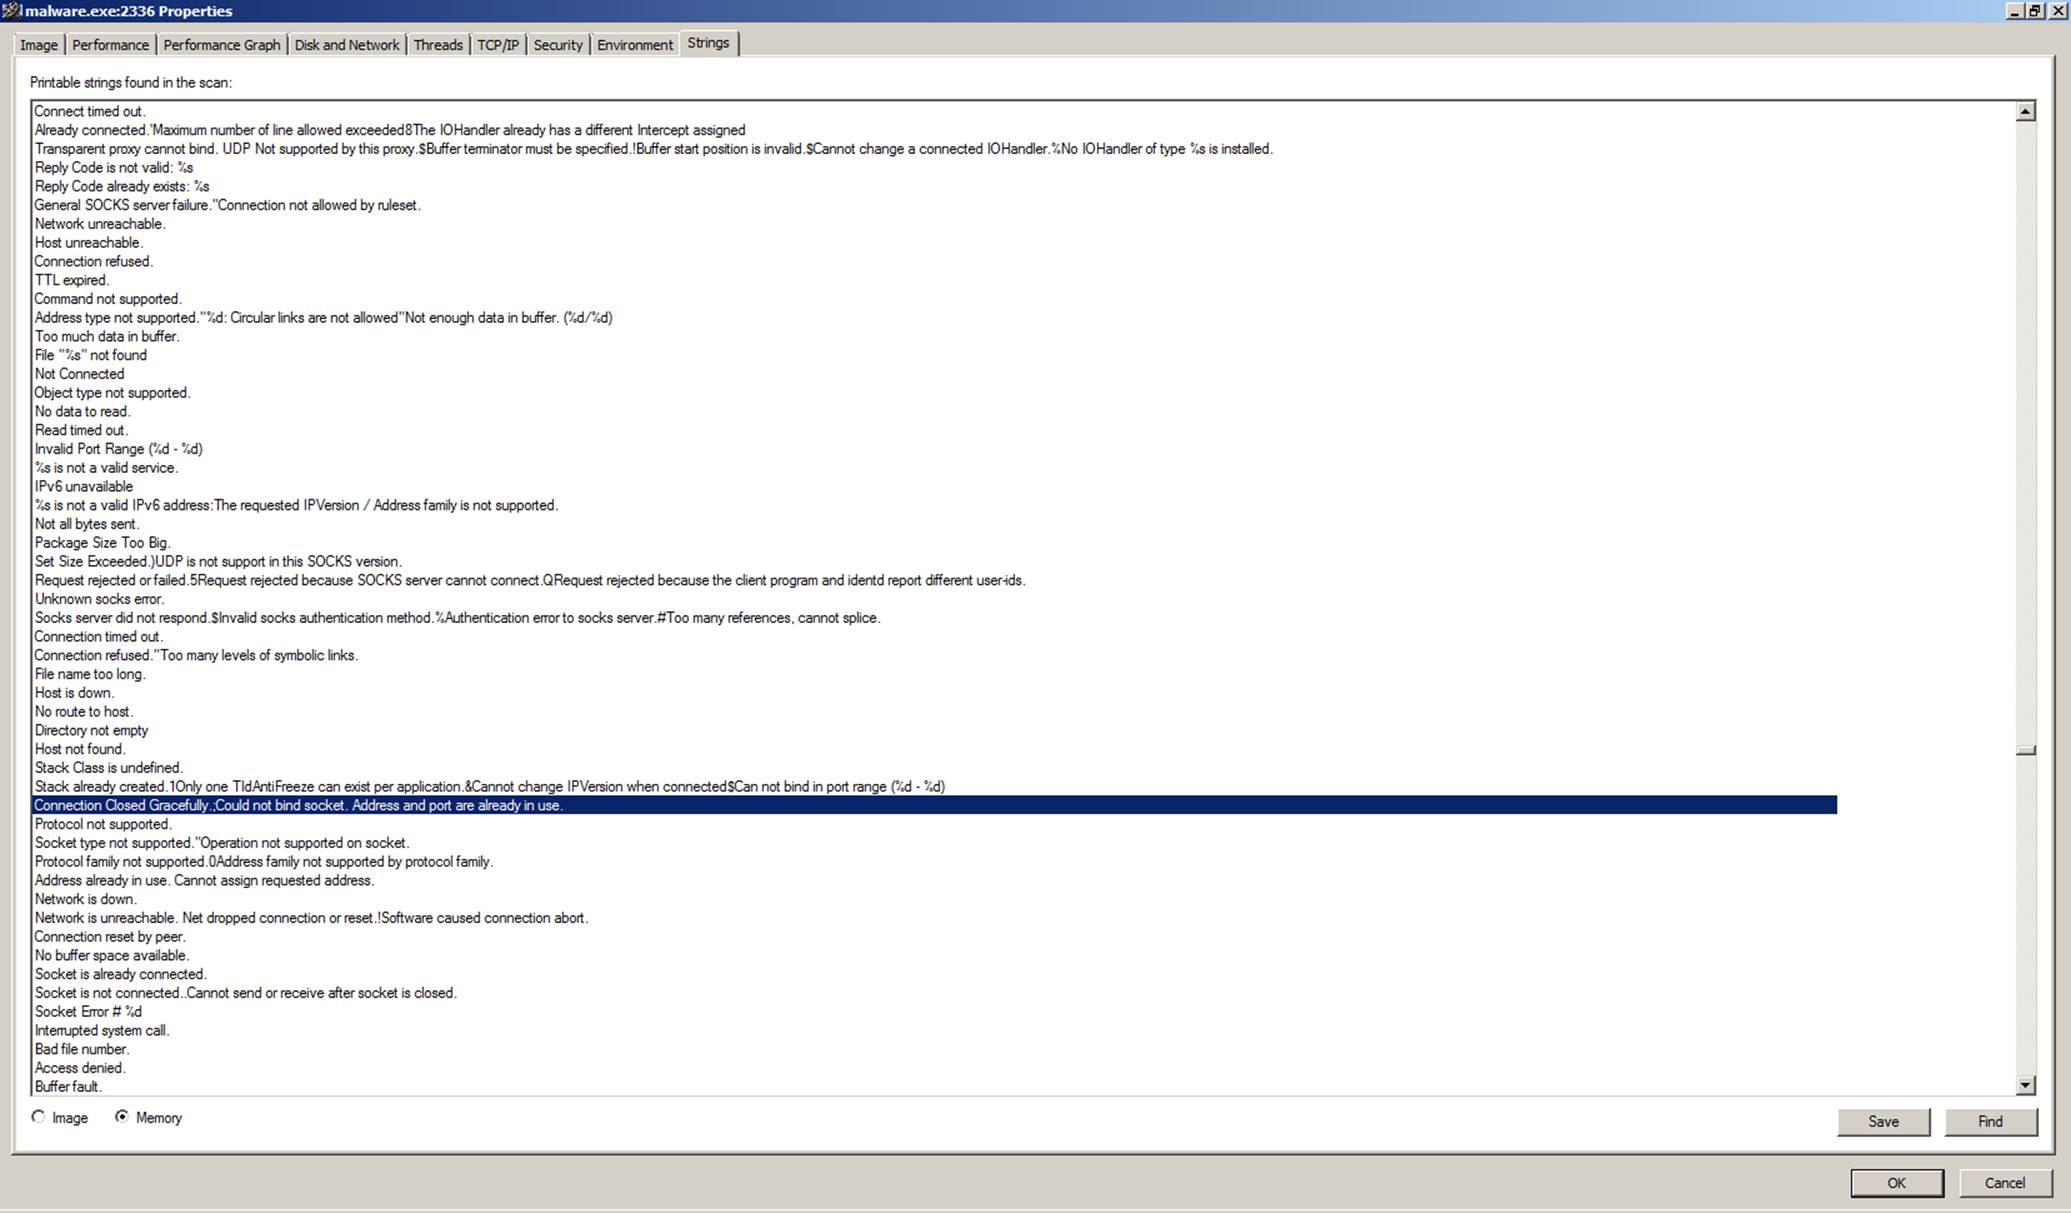 malware.exe:2336 Properties
Image Performance Performance Graph Disk and Network Threads TCP/IP Security Environment Strings
Printable strings found in the scan:
Connect timed out.
Already connected.'Maximum number of line allowed exceeded8The IOHandler already has a different Intercept assigned
Transparent proxy cannot bind. UDP Not supported by this proxy.$Buffer terminator must be specified.!Buffer start position is invalid.$Cannot change a connected IOHandler.%No IOHandler of type %s is installed.
Reply Code is not valid: %s
Reply Code already exists: %s
General SOCKS server failure."Connection not allowed by ruleset.
Network unreachable.
Host unreachable.
Connection refused.
TTL expired.
Command not supported.
Address type not supported."%d: Circular links are not allowed"Not enough data in buffer. (%d/%d)
Too much data in buffer.
File "%s" not found
Not Connected
Object type not supported.
No data to read.
Read timed out.
Invalid Port Range (%d - %d)
%s is not a valid service.
IPv6 unavailable
%s is not a valid IPv6 address:The requested IPVersion / Address family is not supported.
Not all bytes sent.
Package Size Too Big.
Set Size Exceeded.)UDP is not support in this SOCKS version.
Request rejected or failed.5Request rejected because SOCKS server cannot connect.QRequest rejected because the client program and identd report different user-ids.
Unknown socks error.
Socks server did not respond.$Invalid socks authentication method.%Authentication error to socks server.#Too many references, cannot splice.
Connection timed out.
Connection refused."Too many levels of symbolic links.
File name too long.
Host is down.
No route to host.
Directory not empty
Host not found.
Stack Class is undefined.
Stack already created.1Only one TIdAntiFreeze can exist per application.&Cannot change IPVersion when connected$Can not bind in port range (%d - %d)
Connection Closed Gracefully.;Could not bind socket. Address and port are already in use.
Protocol not supported.
Socket type not supported."Operation not supported on socket.
Protocol family not supported.0Address family not supported by protocol family.
Address already in use. Cannot assign requested address.
Network is down.
Network is unreachable. Net dropped connection or reset.!Software caused connection abort.
Connection reset by peer.
No buffer space available.
Socket is already connected.
Socket is not connected..Cannot send or receive after socket is closed.
Socket Error # %d
Interrupted system call.
Bad file number.
Access denied.
Buffer fault.
Image Memory Save Find
OK Cancel